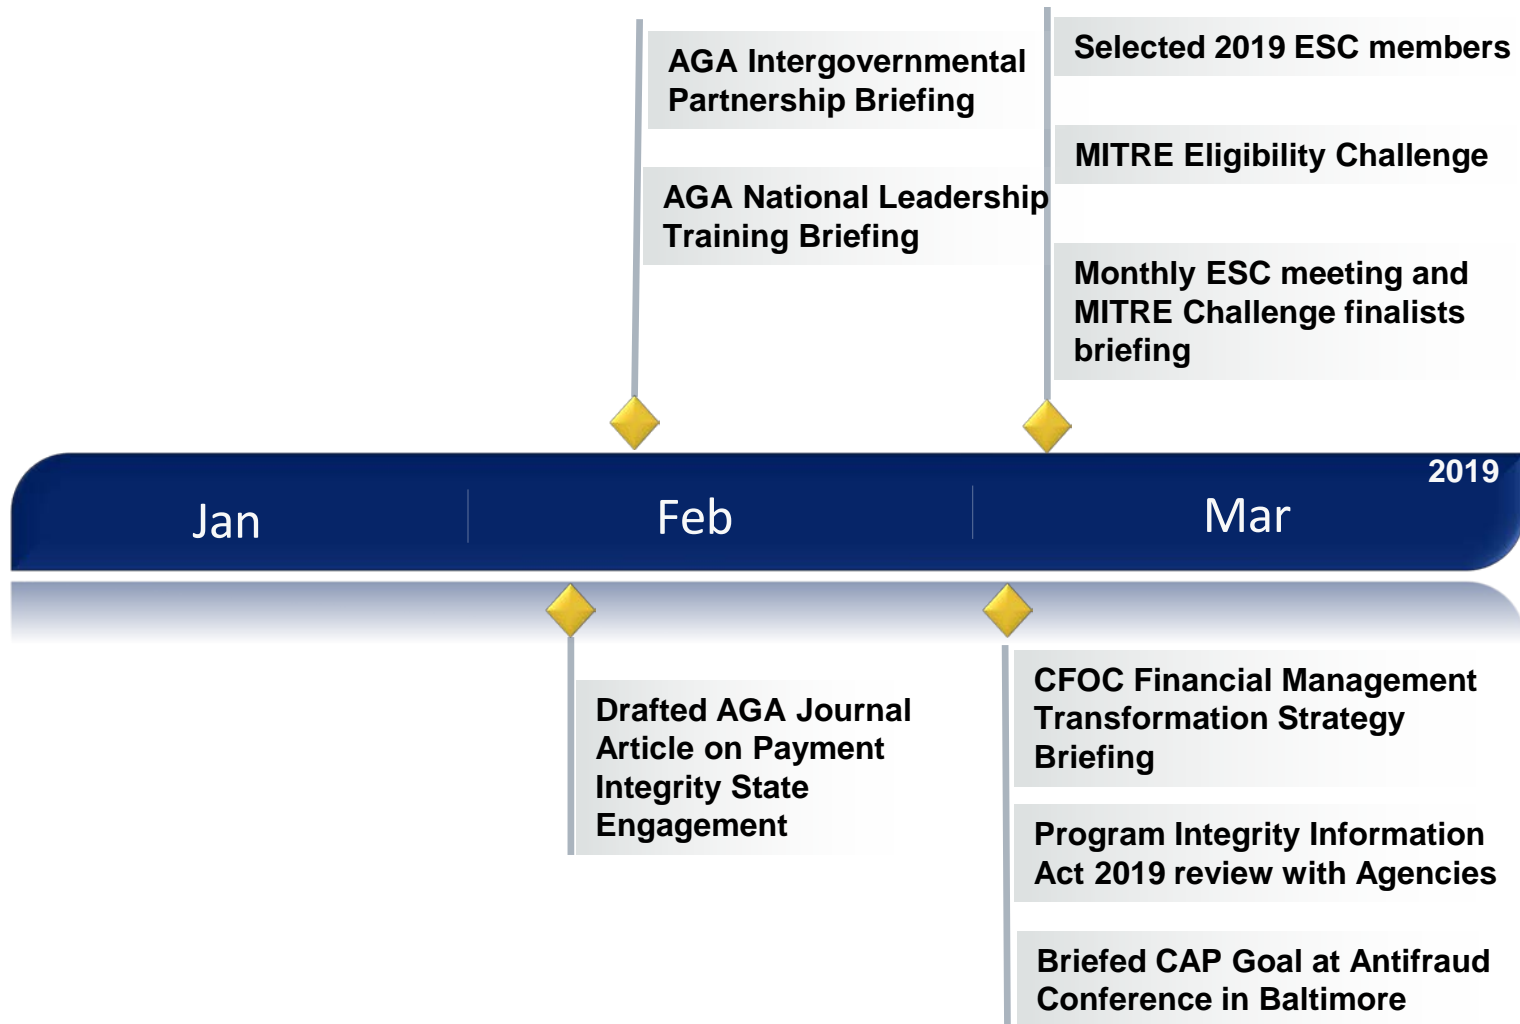 AGA Intergovernmental
Partnership Briefing
AGA National Leadership
Training Briefing
Selected 2019 ESC members
MITRE Eligibility Challenge
Monthly ESC meeting and
MITRE Challenge finalists
briefing
2019
Jan
Feb
Mar
Drafted AGA Journal
Article on Payment
Integrity State
Engagement
CFOC Financial Management
Transformation Strategy
Briefing
Program Integrity Information
Act 2019 review with Agencies
Briefed CAP Goal at Antifraud
Conference in Baltimore